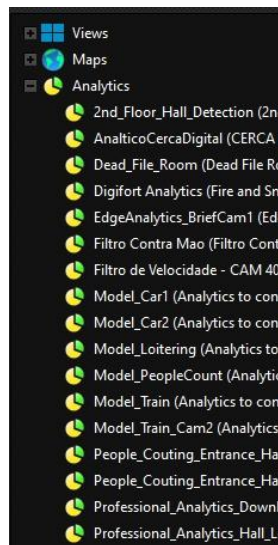 Views
Maps
Analytics
2nd_Floor_Hall_Detection (2n
AnalticoCercaDigital (CERCA
Dead_File_Room (Dead File Ro
Digifort Analytics (Fire and Sm
EdgeAnalytics_BriefCam1 (Ed
Filtro Contra Mao (Filtro Cont
Filtro de Velocidade - CAM 40
Model_Car1 (Analytics to con
Model_Car2 (Analytics to con
Model_Loitering (Analytics to
Model_PeopleCount (Analytic
Model_Train (Analytics to con
Model_Train_Cam2 (Analytics
People_Couting_Entrance_Ha
People_Couting_Entrance_Ha
Professional_Analytics_Downl
Professional_Analytics_Hall_L